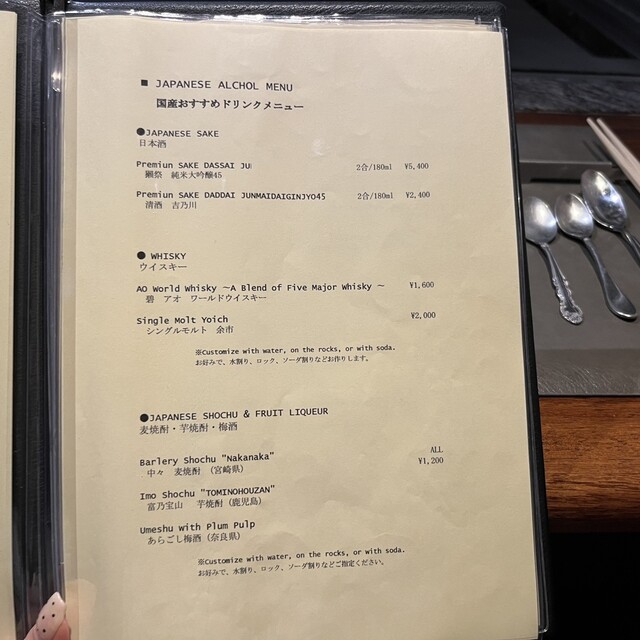 ■ JAPANESE ALCHOL MENU
国産おすすめドリンクメニュー
●JAPANESE SAKE
日本酒
Premiun SAKE DASSAI JU 2合/180ml ¥5,400
獺祭 純米大吟醸45
Premiun SAKE DADDAI JUNMAIDAIGINJYO45 2合/180ml ¥2,400
清酒 吉乃川
● WHISKY
ウイスキー
AO World Whisky ～A Blend of Five Major Whisky ～ ¥1,600
碧 アオ ワールドウイスキー
Single Molt Yoich ¥2,000
シングルモルト 余市
※Customize with water, on the rocks, or with soda.
お好みで、水割り、ロック、ソーダ割りなどお作りします。
●JAPANESE SHOCHU & FRUIT LIQUEUR
麦焼酎・芋焼酎・梅酒
ALL
Barlery Shochu "Nakanaka" ¥1,200
中々 麦焼酎 （宮崎県）
Imo Shochu "TOMINOHOUZAN"
富乃宝山 芋焼酎（鹿児島）
Umeshu with Plum Pulp
あらごし梅酒（奈良県）
※Customize with water, on the rocks, or with soda.
お好みで、水割り、ロック、ソーダ割りなどご指定ください。